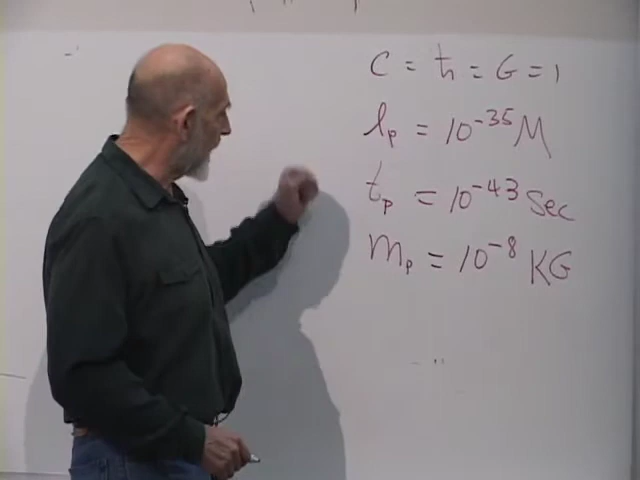 C = ħ = G = 1
lₚ = 10⁻³⁵ M
tₚ = 10⁻⁴³ Sec
mₚ = 10⁻⁸ KG